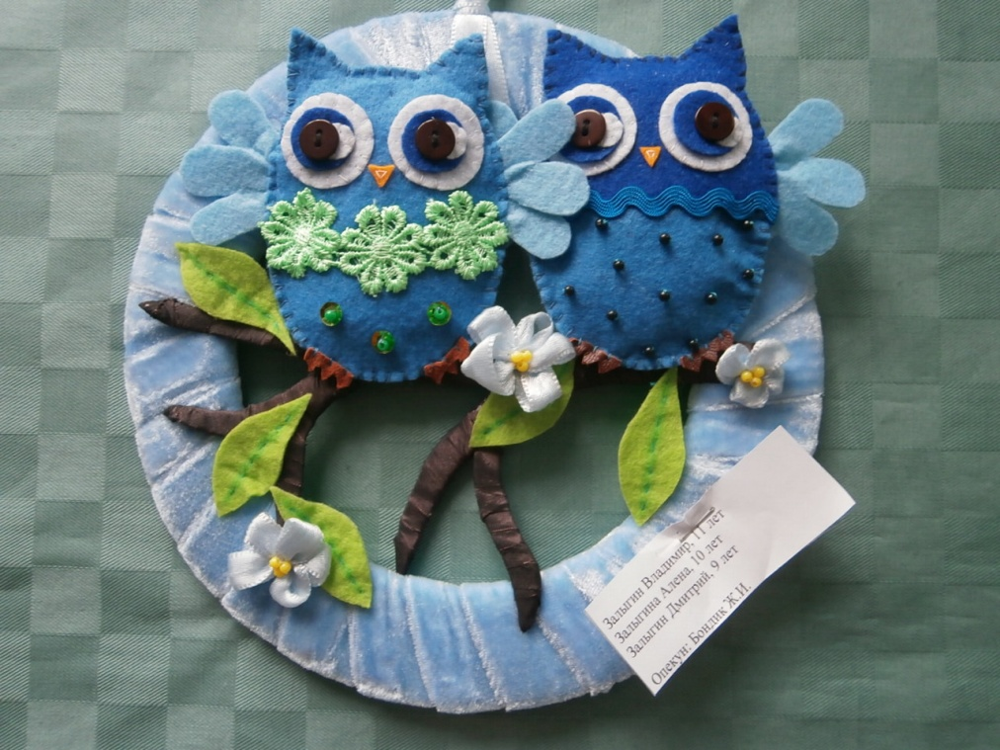 Залыгин Владимир, 11 лет
Залыгина Алена, 10 лет
Залыгин Дмитрий, 9 лет
Опекун: Бондик Ж.И.